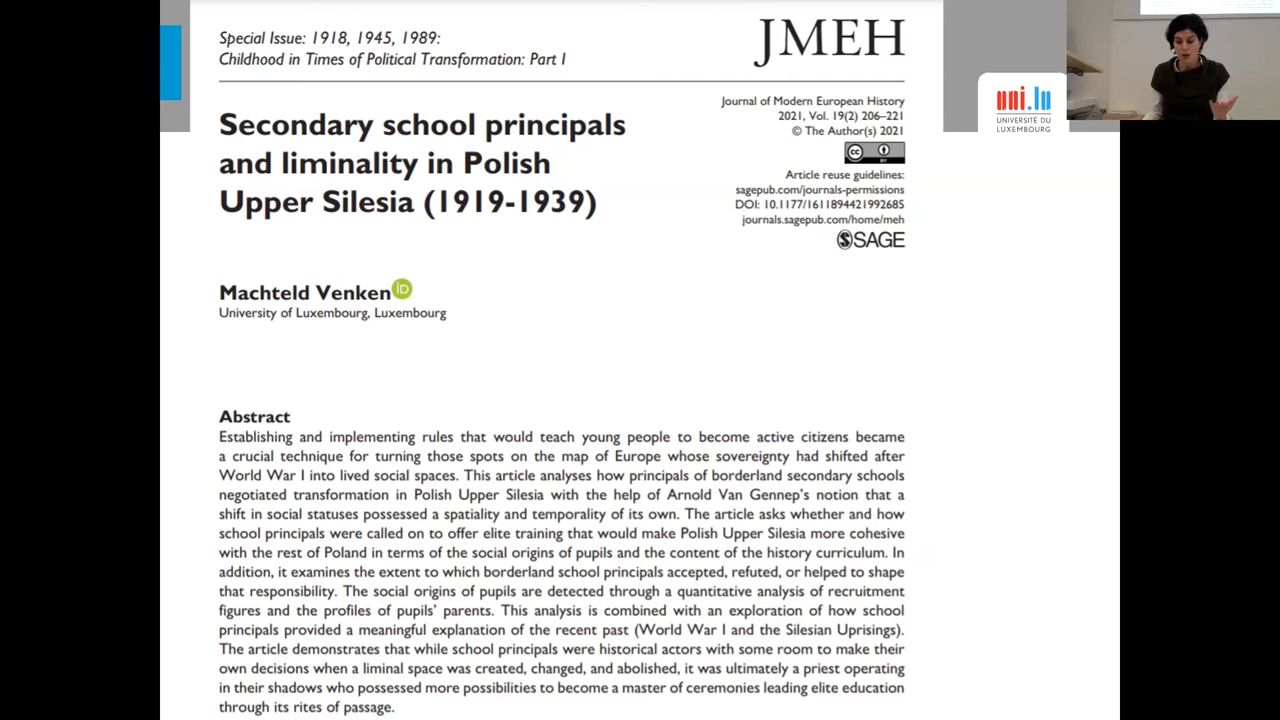 Special Issue: 1918, 1945, 1989:
Childhood in Times of Political Transformation: Part I
JMEH
Secondary school principals
and liminality in Polish
Upper Silesia (1919-1939)
Journal of Modern European History
2021, Vol. 19(2) 206–221
© The Author(s) 2021
cc
BY
Article reuse guidelines:
sagepub.com/journals-permissions
DOI: 10.1177/1611894421992685
journals.sagepub.com/home/meh
SSAGE
uni.lu
UNIVERSITÉ DU
LUXEMBOURG
Machteld Venken iD
University of Luxembourg, Luxembourg
Abstract
Establishing and implementing rules that would teach young people to become active citizens became
a crucial technique for turning those spots on the map of Europe whose sovereignty had shifted after
World War I into lived social spaces. This article analyses how principals of borderland secondary schools
negotiated transformation in Polish Upper Silesia with the help of Arnold Van Gennep's notion that a
shift in social statuses possessed a spatiality and temporality of its own. The article asks whether and how
school principals were called on to offer elite training that would make Polish Upper Silesia more cohesive
with the rest of Poland in terms of the social origins of pupils and the content of the history curriculum. In
addition, it examines the extent to which borderland school principals accepted, refuted, or helped to shape
that responsibility. The social origins of pupils are detected through a quantitative analysis of recruitment
figures and the profiles of pupils' parents. This analysis is combined with an exploration of how school
principals provided a meaningful explanation of the recent past (World War I and the Silesian Uprisings).
The article demonstrates that while school principals were historical actors with some room to make their
own decisions when a liminal space was created, changed, and abolished, it was ultimately a priest operating
in their shadows who possessed more possibilities to become a master of ceremonies leading elite education
through its rites of passage.